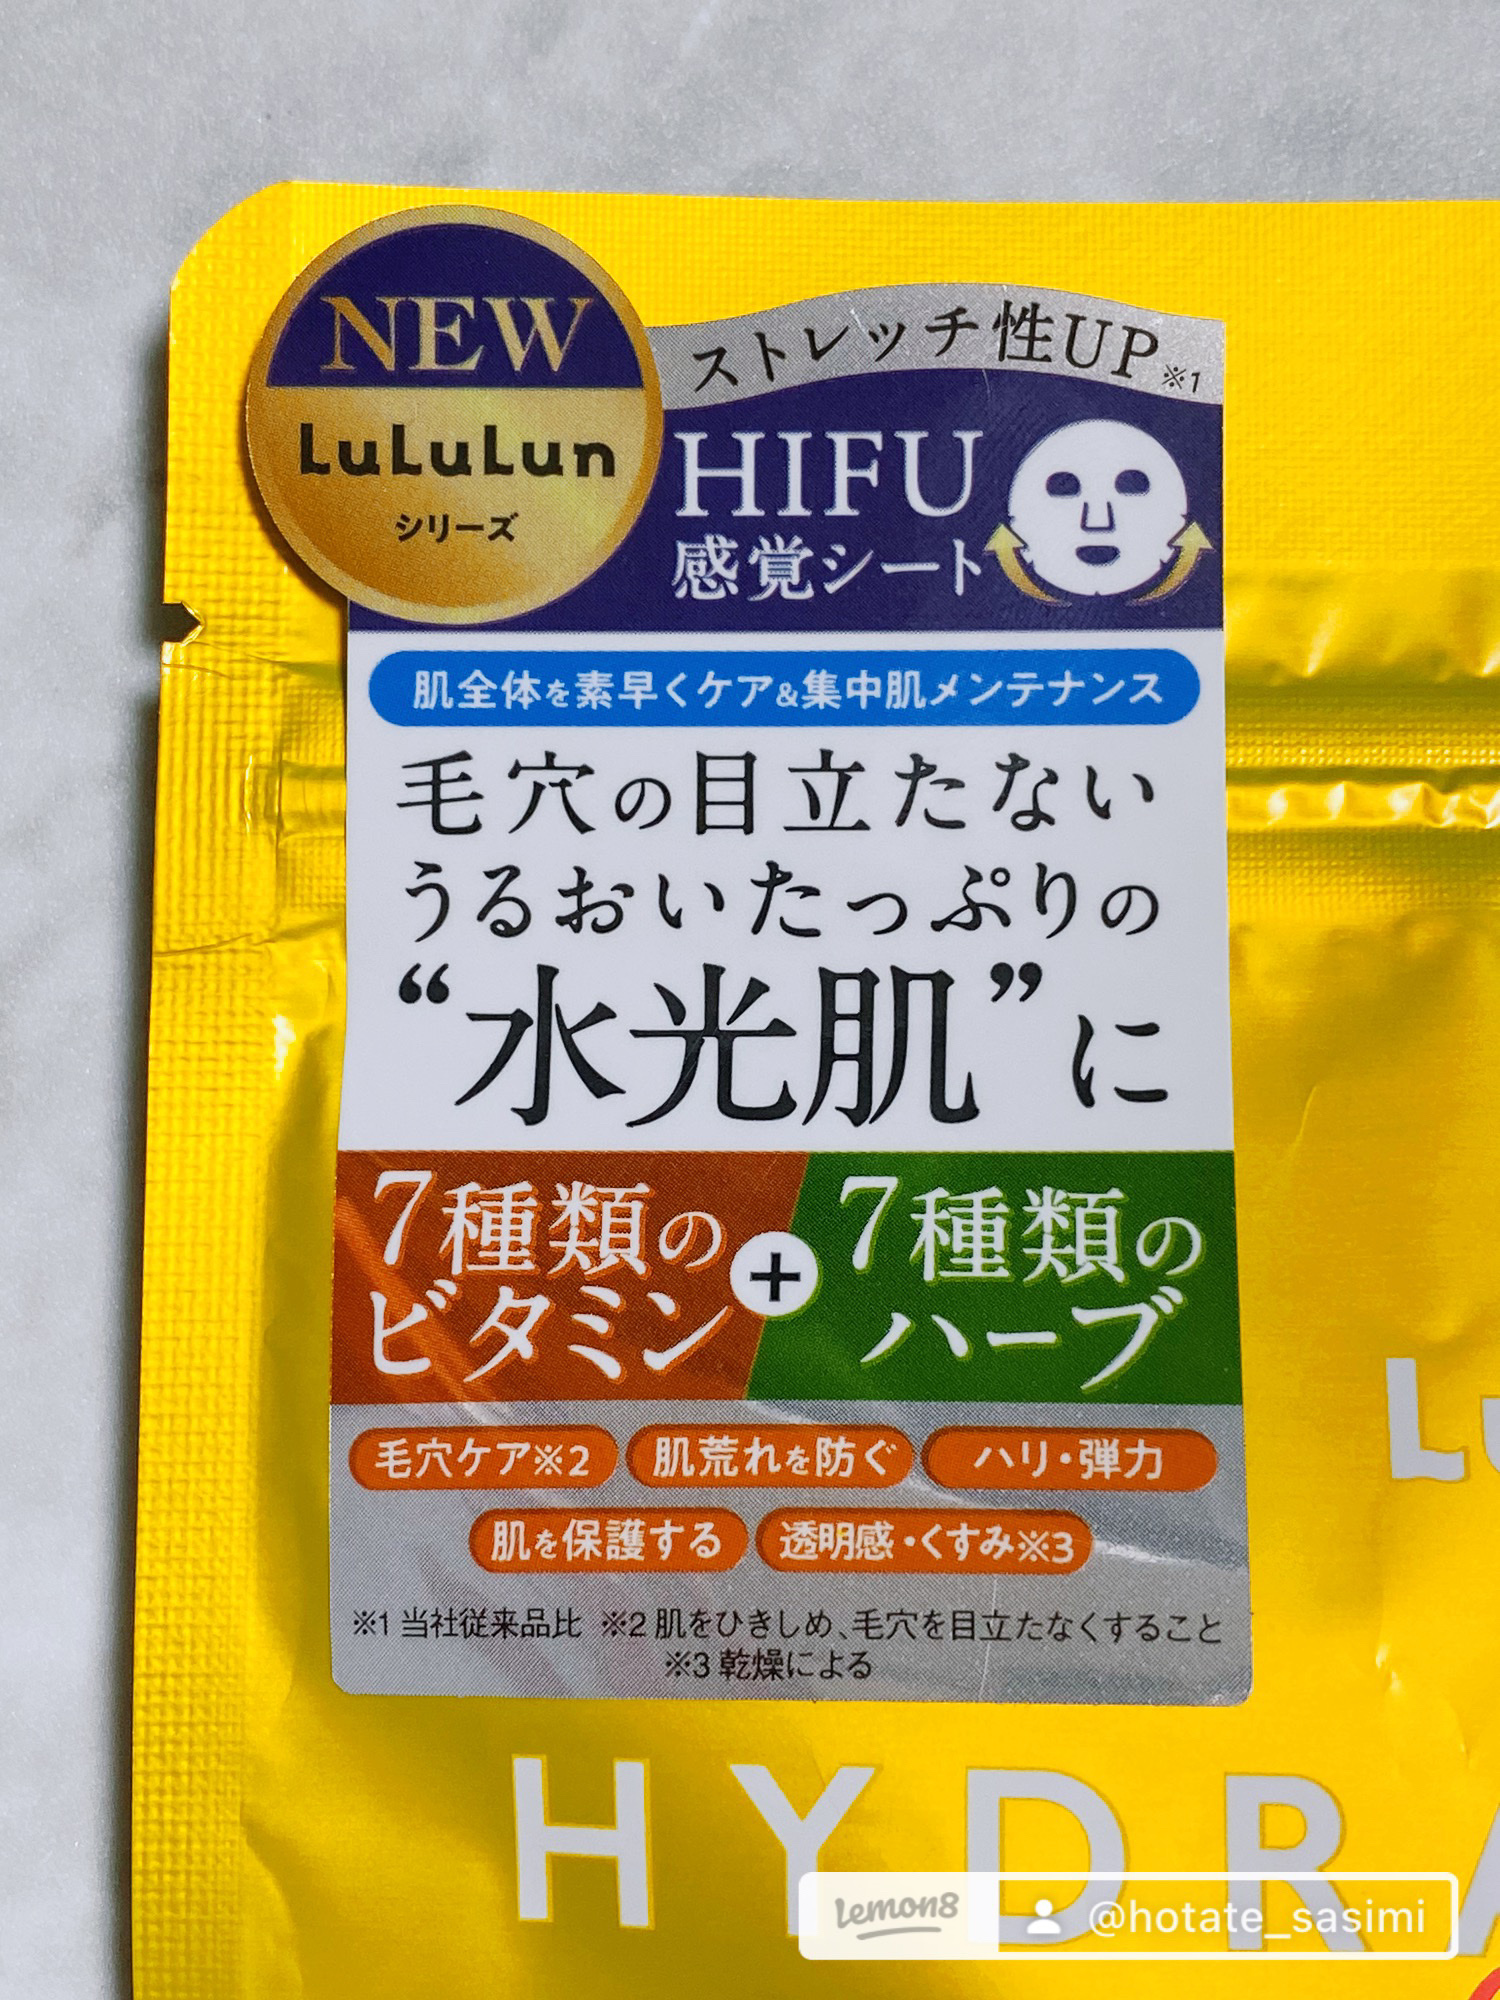 NEW
LuLuLun
シリーズ
ストレッチ性UP※1
HIFU
感覚シート
肌全体を素早くケア&集中肌メンテナンス
毛穴の目立たない
うるおいたっぷりの
“水光肌”に
7種類の
ビタミン
+
7種類の
ハーブ
毛穴ケア※2
肌荒れを防ぐ
ハリ・弾力
肌を保護する
透明感・くすみ※3
※1 当社従来品比 ※2 肌をひきしめ、毛穴を目立たなくすること
※3 乾燥による
Lu
HYDRA
lemon8 @hotate_sasimi